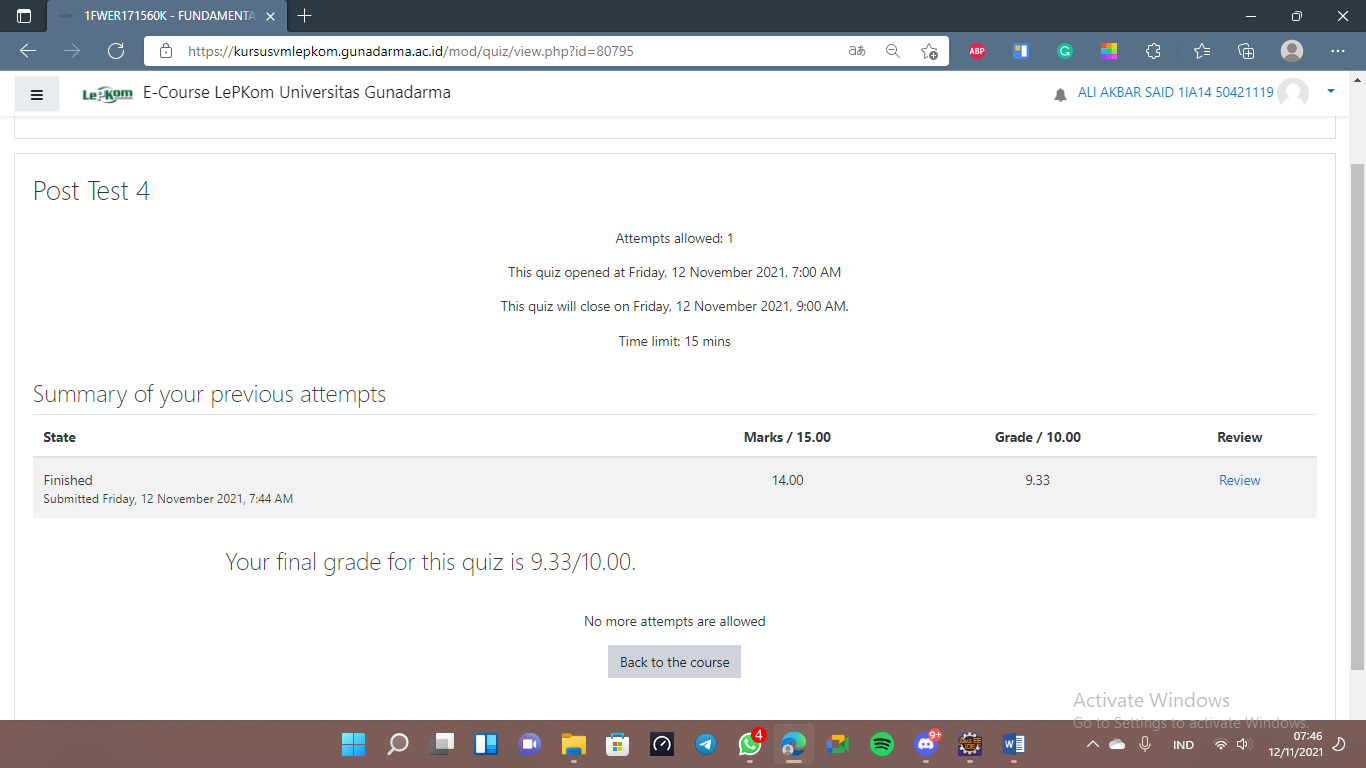 1FWER171560K - FUNDAMENTA
https://kursusvmlepkom.gunadarma.ac.id/mod/quiz/view.php?id=80795
aあ
ABP
G
LePKom
E-Course LePKom Universitas Gunadarma
ALI AKBAR SAID 1IA14 50421119
Post Test 4
Attempts allowed: 1
This quiz opened at Friday, 12 November 2021, 7:00 AM
This quiz will close on Friday, 12 November 2021, 9:00 AM.
Time limit: 15 mins
Summary of your previous attempts
State Marks / 15.00 Grade / 10.00 Review
Finished 14.00 9.33 Review
Submitted Friday, 12 November 2021, 7:44 AM
Your final grade for this quiz is 9.33/10.00.
No more attempts are allowed
Back to the course
Activate Windows
Go to Settings to activate Windows.
4
9+
JAVA EE
IDE
W
IND
07:46
12/11/2021